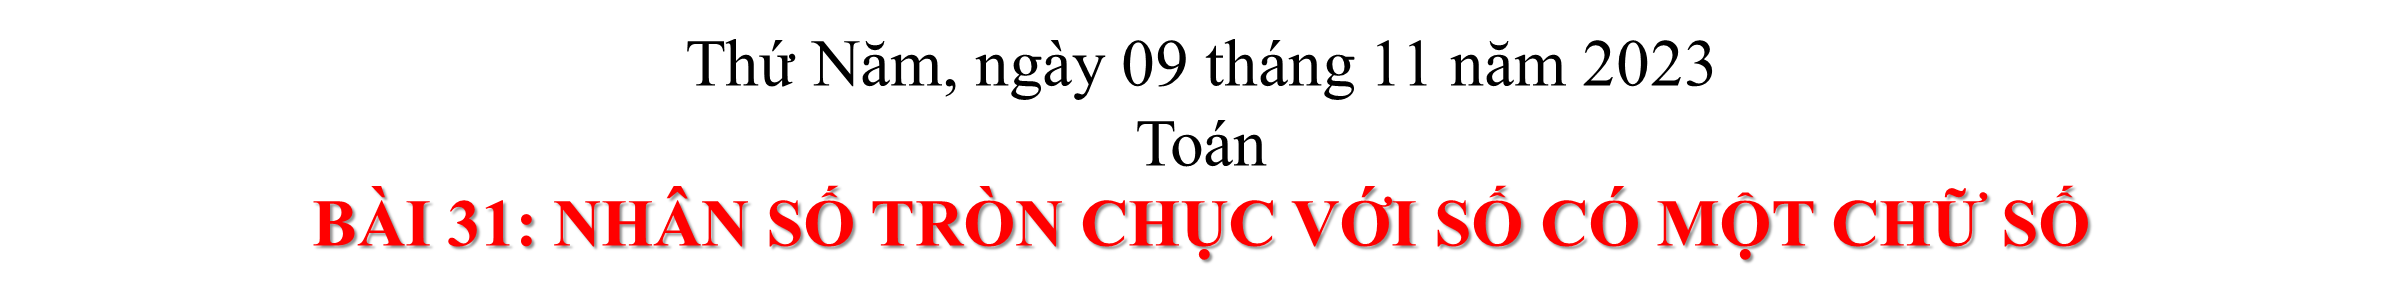 Thứ Năm, ngày 09 tháng 11 năm 2023
Toán
BÀI 31: NHÂN SỐ TRÒN CHỤC VỚI SỐ CÓ MỘT CHỮ SỐ